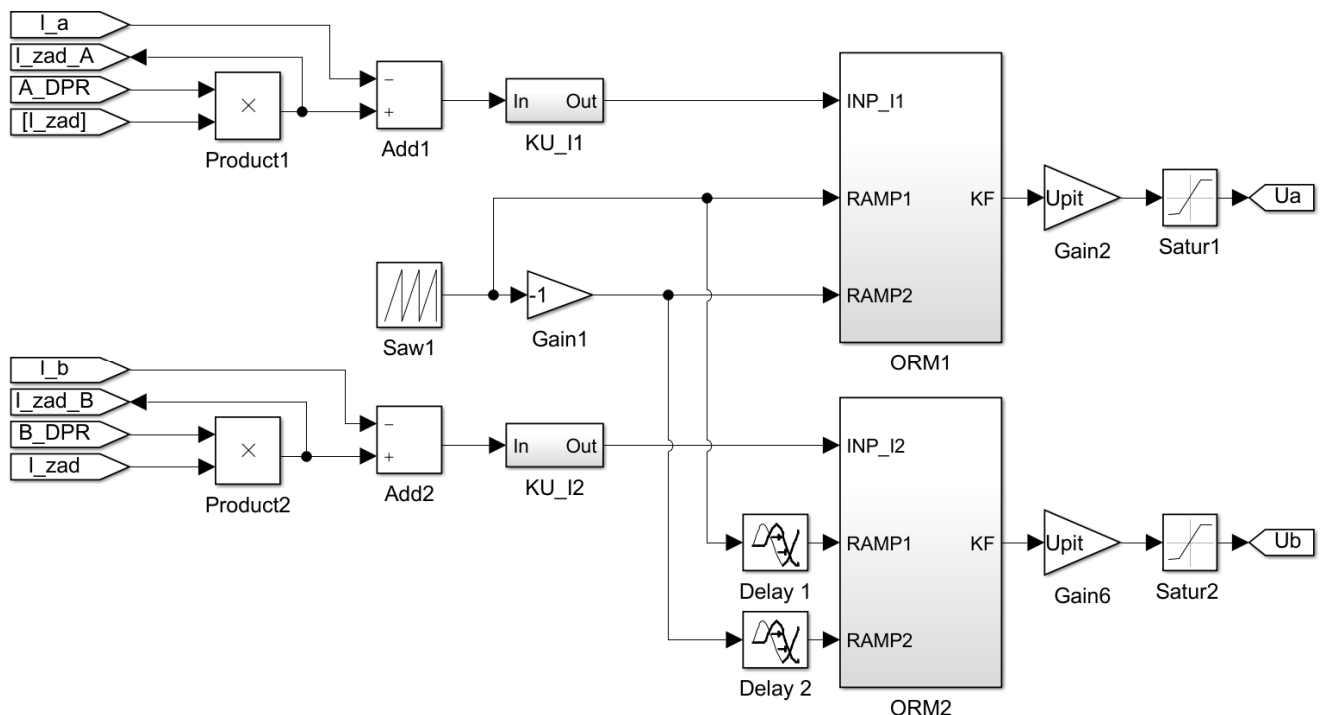 I_a
I_zad_A
A_DPR
[I_zad]
×
Product1
−
+
Add1
In Out
KU_I1
INP_I1
RAMP1
RAMP2
KF
ORM1
Upit
Gain2
Satur1
Ua
Saw1
-1
Gain1
I_b
I_zad_B
B_DPR
I_zad
×
Product2
−
+
Add2
In Out
KU_I2
Delay 1
Delay 2
INP_I2
RAMP1
RAMP2
KF
ORM2
Upit
Gain6
Satur2
Ub